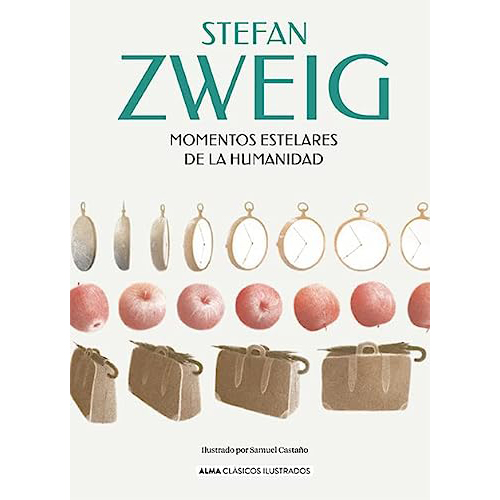 STEFAN
ZWEIG
MOMENTOS ESTELARES
DE LA HUMANIDAD
Ilustrado por Samuel Castaño
ALMA CLÁSICOS ILUSTRADOS